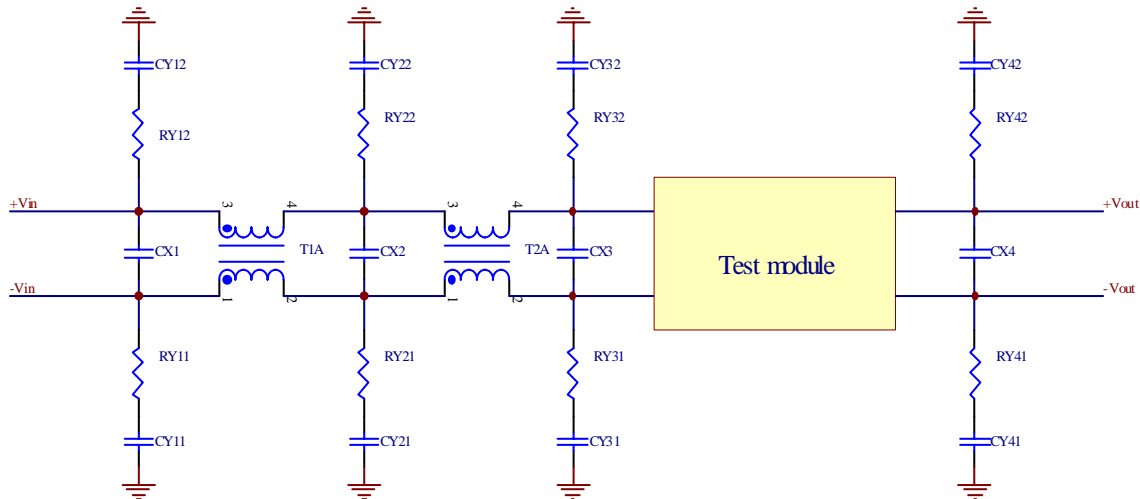 CY12
CY22
CY32
CY42
RY12
RY22
RY32
RY42
+Vin
3
4
3
4
+Vout
CX1
T1A
CX2
T2A
CX3
Test module
CX4
-Vin
1
2
1
2
-Vout
RY11
RY21
RY31
RY41
CY11
CY21
CY31
CY41